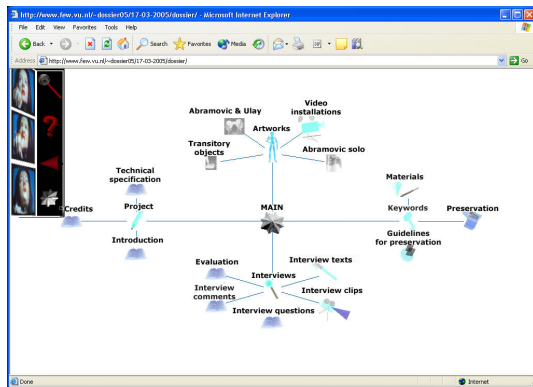 http://www.few.vu.nl/~dossier05/17-03-2005/dossier/ - Microsoft Internet Explorer
File Edit View Favorites Tools Help
Back Search Favorites Media
Address http://www.few.vu.nl/~dossier05/17-03-2005/dossier/ Go
Abramovic & Ulay
Video
installations
Artworks
Transitory
objects
Abramovic solo
Technical
specification
Materials
Credits
Project
MAIN
Keywords
Preservation
Introduction
Guidelines
for preservation
Evaluation
Interview texts
Interviews
Interview
comments
Interview clips
Interview questions
Done Internet